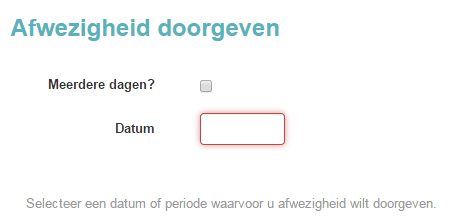 Afwezigheid doorgeven
Meerdere dagen?
Datum
Selecteer een datum of periode waarvoor u afwezigheid wilt doorgeven.